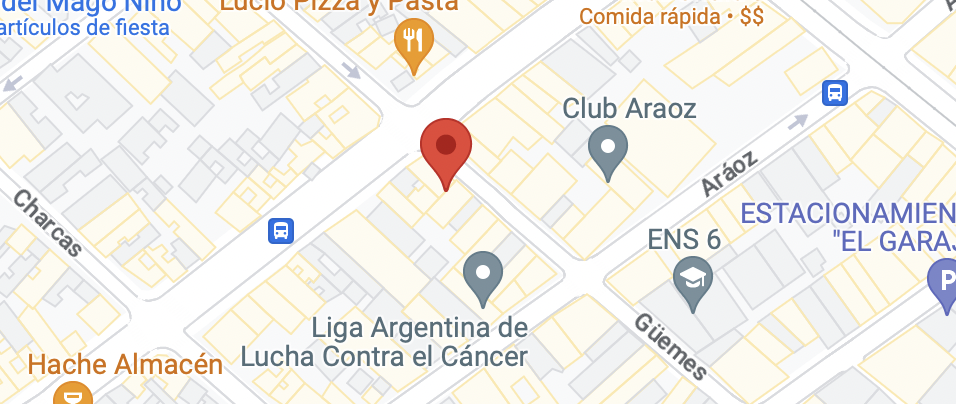 del Mago Niño
artículos de fiesta
Lucio Pizza y Pasta
Comida rápida • $$
Club Araoz
Aráoz
Charcas
ESTACIONAMIEN
"EL GARAJ
P
ENS 6
Liga Argentina de
Lucha Contra el Cáncer
Güemes
Hache Almacén